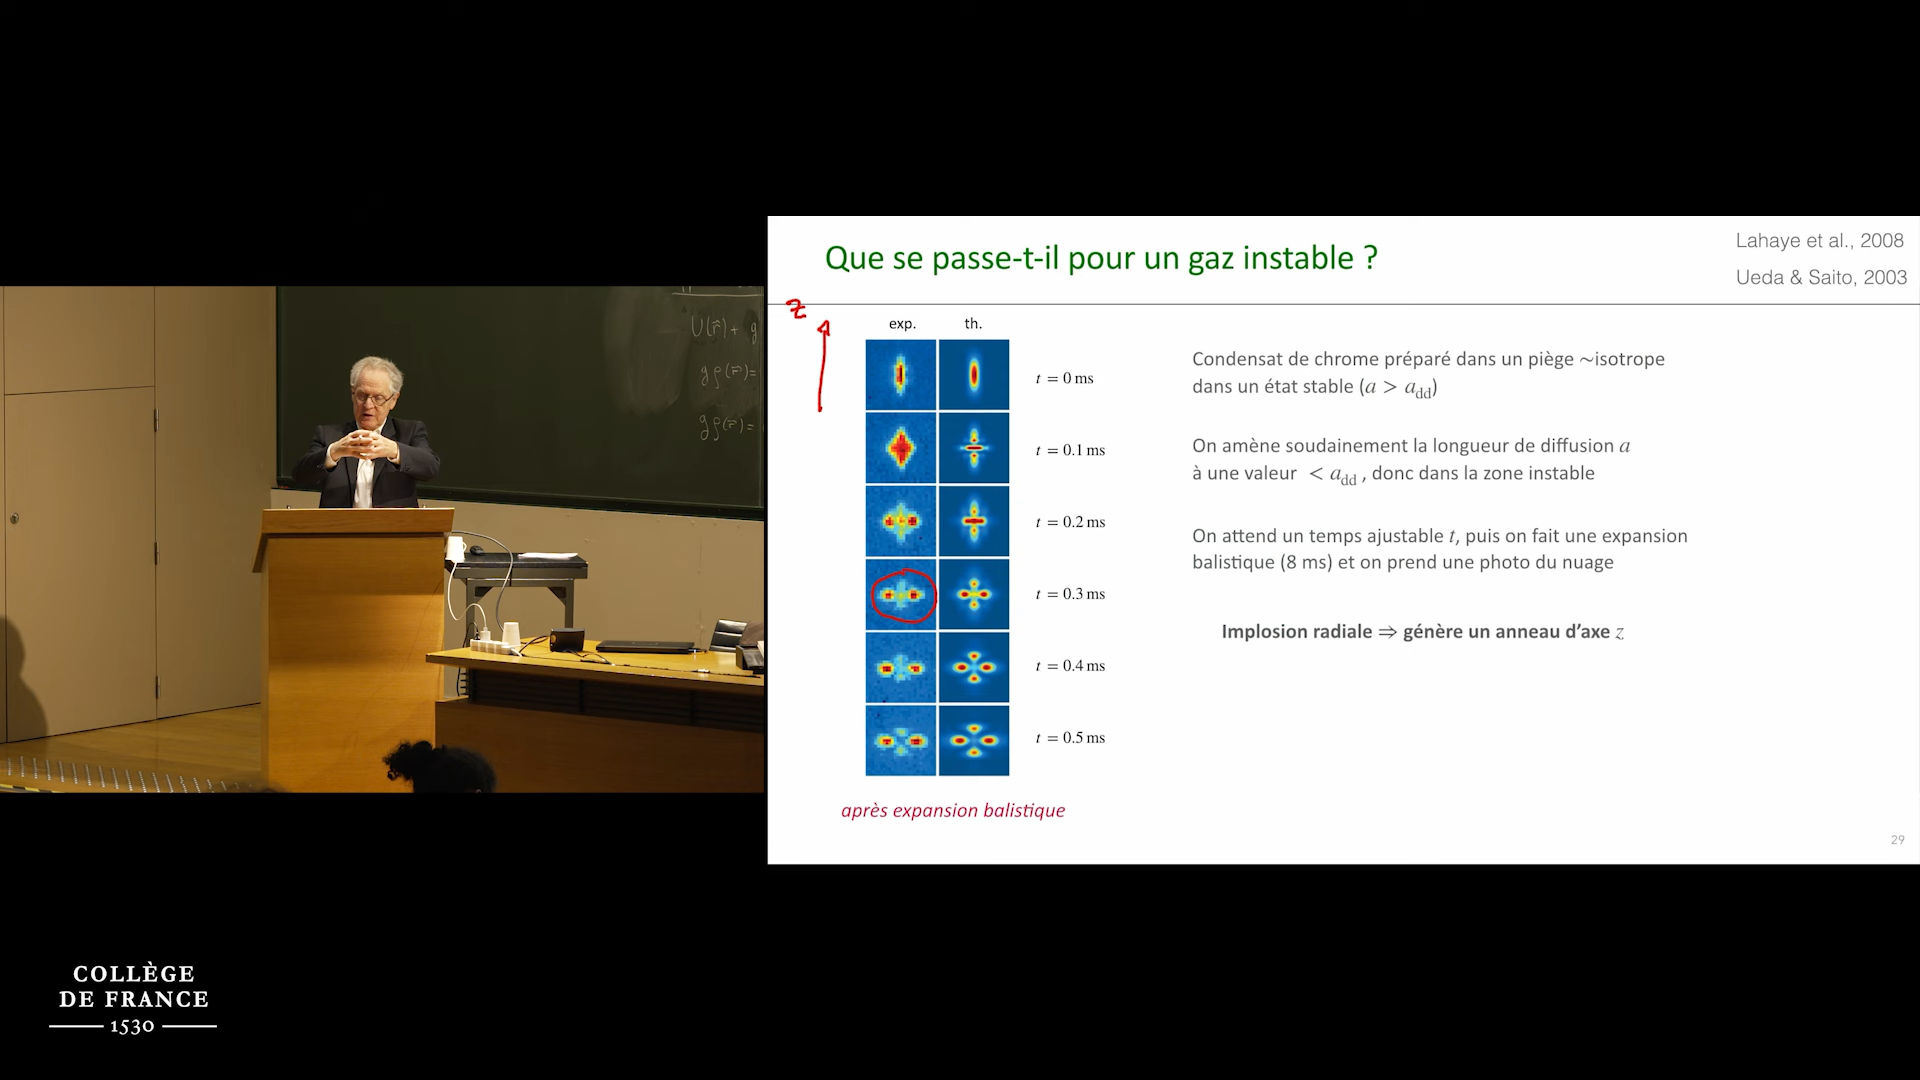 Que se passe-t-il pour un gaz instable ?
Lahaye et al., 2008
Ueda & Saito, 2003
z
exp. th.
t = 0 ms
t = 0.1 ms
t = 0.2 ms
t = 0.3 ms
t = 0.4 ms
t = 0.5 ms
après expansion balistique
Condensat de chrome préparé dans un piège ~isotrope
dans un état stable (a > a_dd)
On amène soudainement la longueur de diffusion a
à une valeur < a_dd , donc dans la zone instable
On attend un temps ajustable t, puis on fait une expansion
balistique (8 ms) et on prend une photo du nuage
Implosion radiale ⇒ génère un anneau d’axe z
29
U(r⃗) + g
gρ(r⃗) =
gρ(r⃗) =
COLLÈGE
DE FRANCE
1530